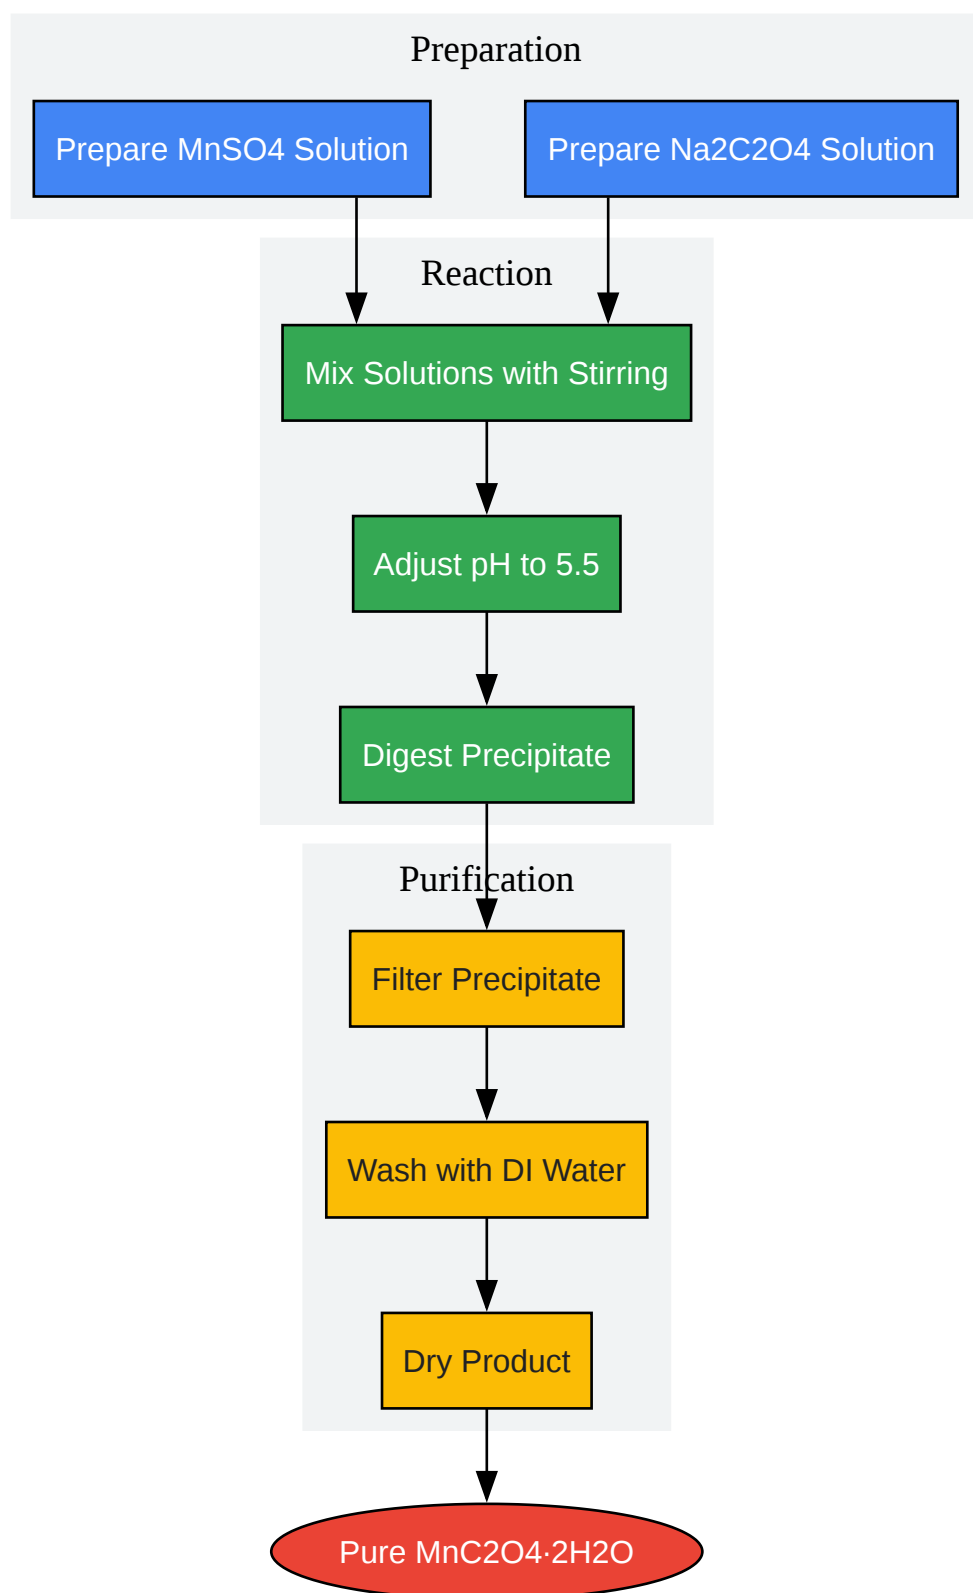 Preparation
Prepare MnSO4 Solution
Prepare Na2C2O4 Solution
Reaction
Mix Solutions with Stirring
Adjust pH to 5.5
Digest Precipitate
Purification
Filter Precipitate
Wash with DI Water
Dry Product
Pure MnC2O4·2H2O